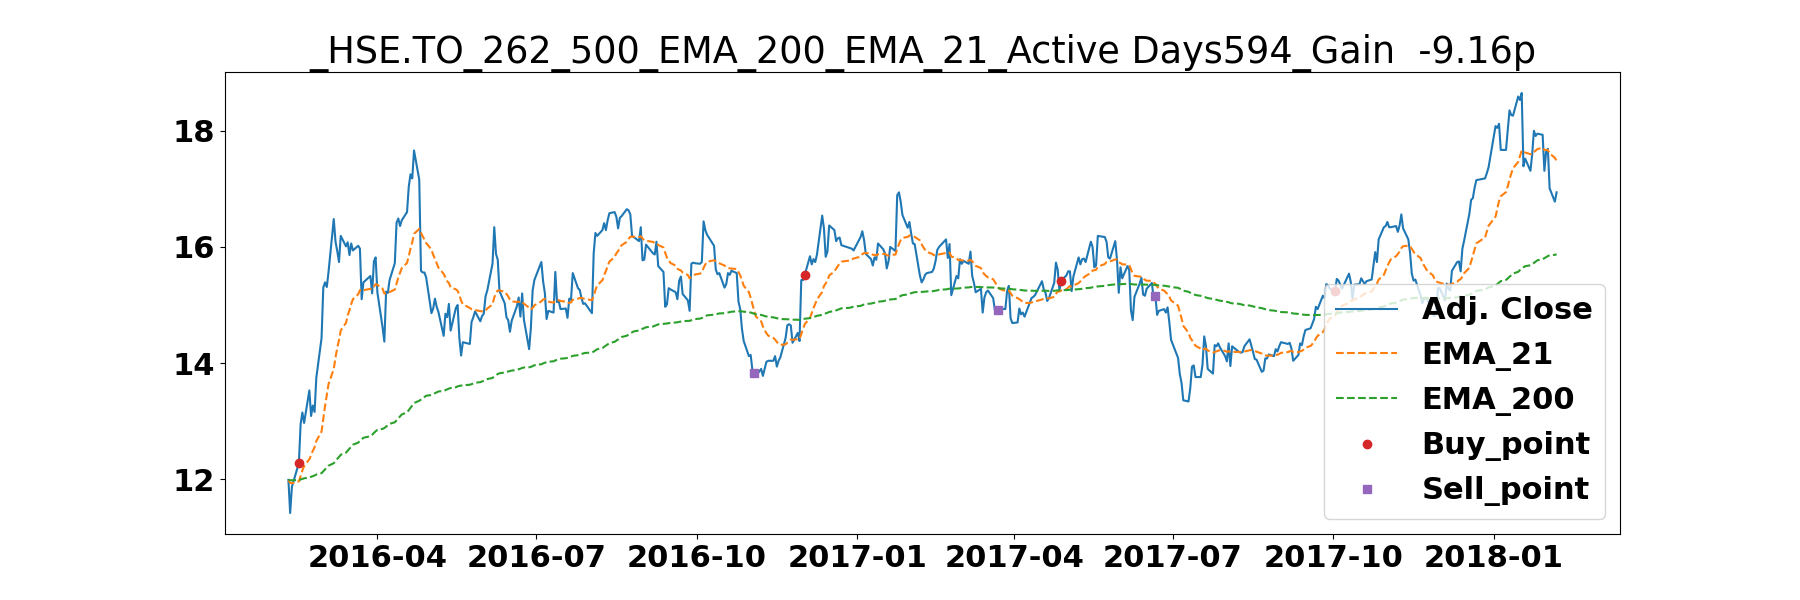 _HSE.TO_262_500_EMA_200_EMA_21_Active Days594_Gain  -9.16p
18
16
14
12
Adj. Close
EMA_21
EMA_200
Buy_point
Sell_point
2016-04 2016-07 2016-10 2017-01 2017-04 2017-07 2017-10 2018-01